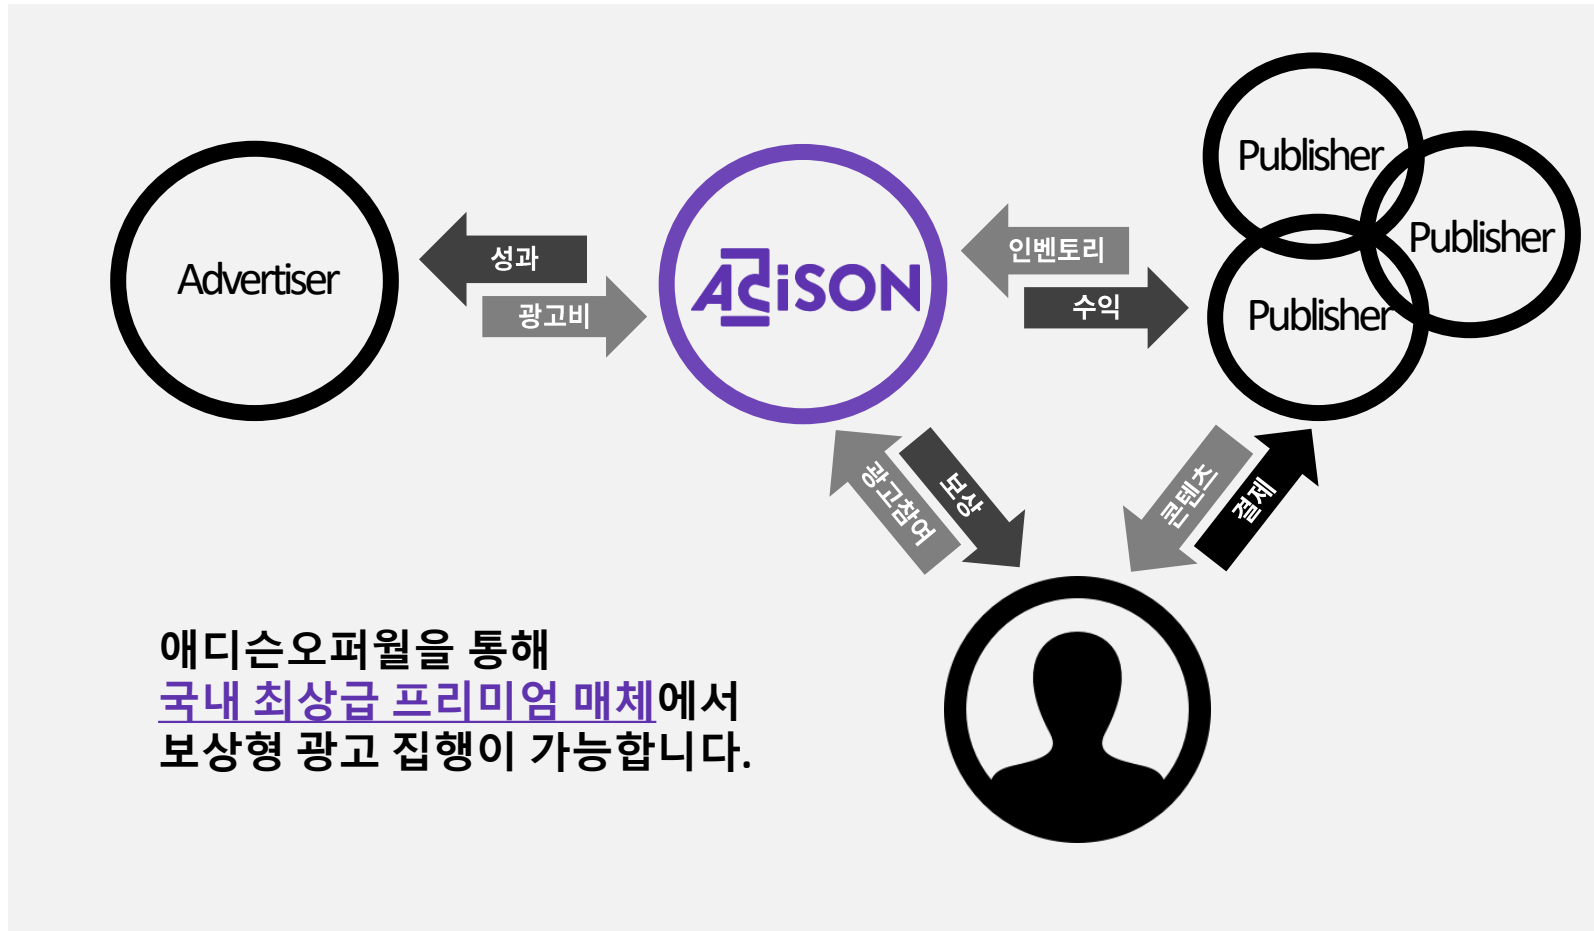 Advertiser
성과
광고비
ADiSON
인벤토리
수익
Publisher
Publisher
Publisher
광고참여
보상
콘텐츠
결제
애디슨오퍼월을 통해
국내 최상급 프리미엄 매체에서
보상형 광고 집행이 가능합니다.